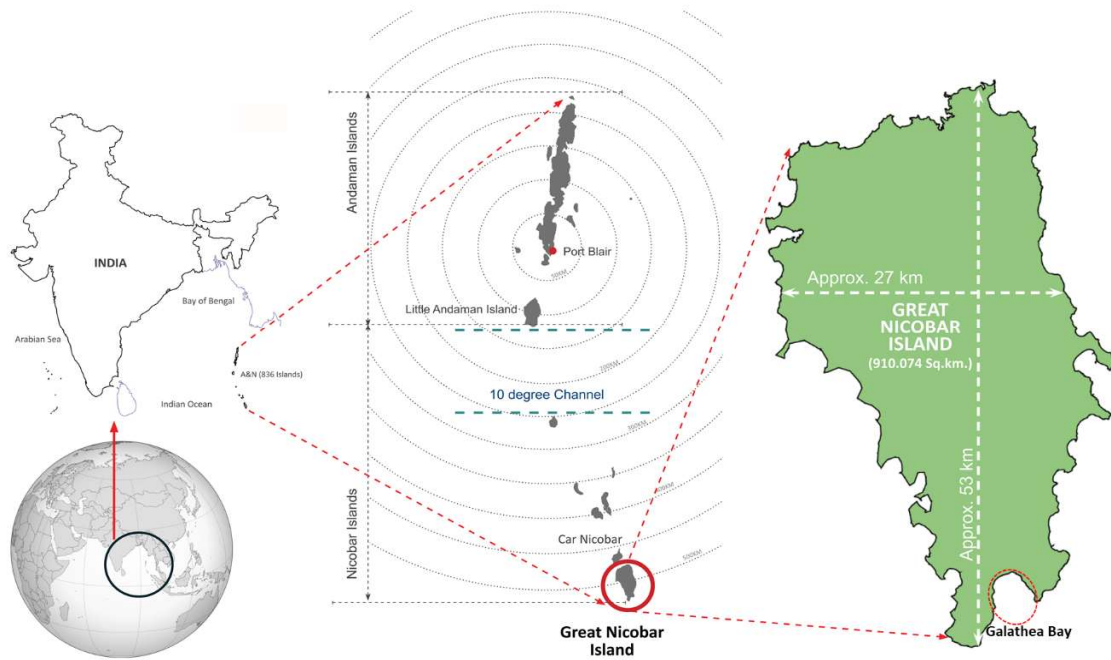 INDIA
Bay of Bengal
Arabian Sea
A&N (836 Islands)
Indian Ocean
Andaman Islands
Port Blair
Little Andaman Island
10 degree Channel
Nicobar Islands
Car Nicobar
500KM
Great Nicobar
Island
Approx. 27 km
GREAT
NICOBAR
ISLAND
(910.074 Sq.km.)
Approx. 53 km
Galathea Bay